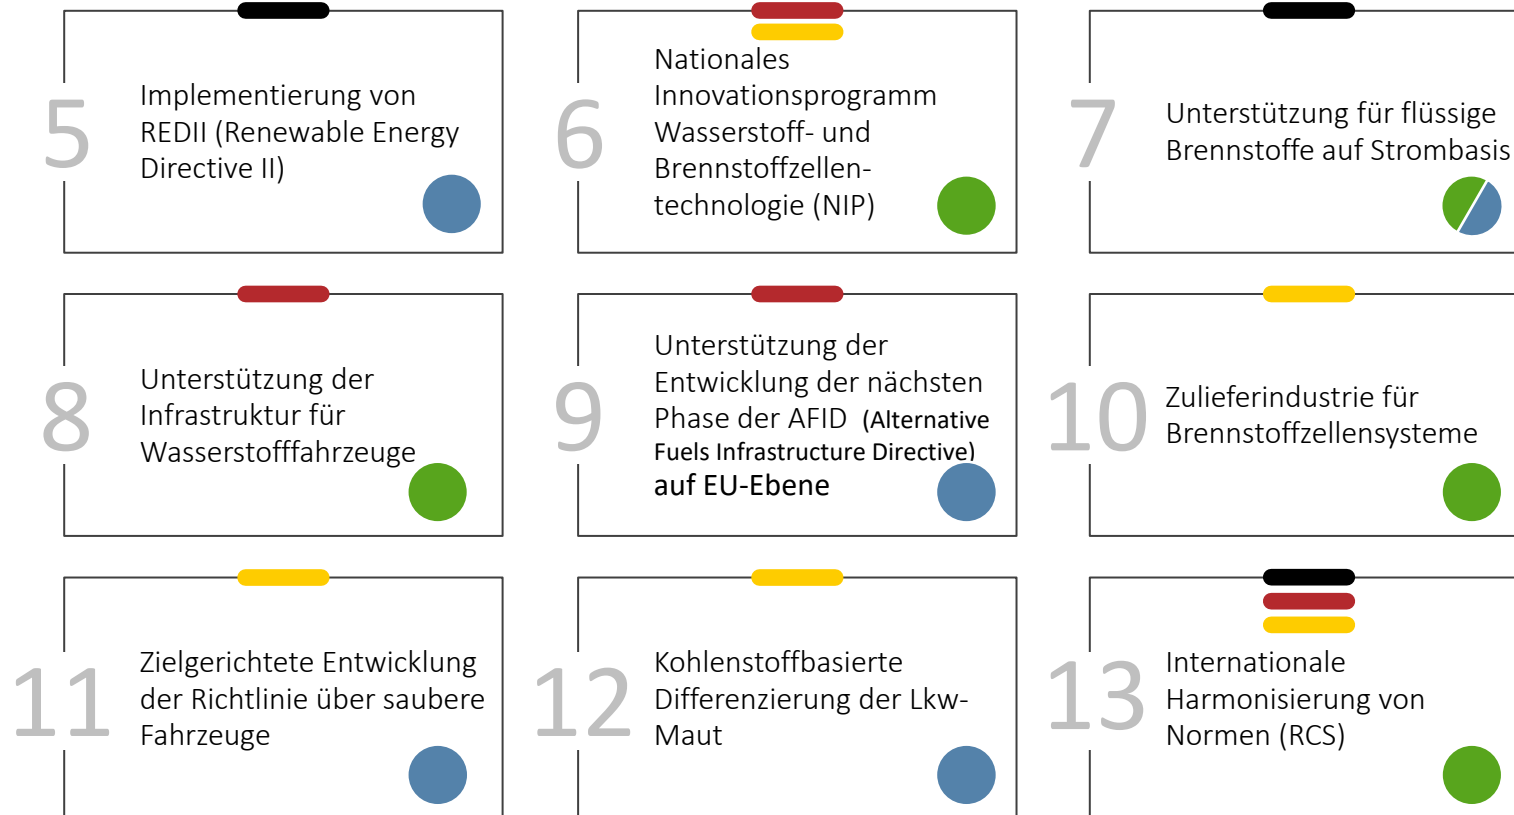 5
Implementierung von
REDII (Renewable Energy
Directive II)
6
Nationales
Innovationsprogramm
Wasserstoff- und
Brennstoffzellen-
technologie (NIP)
7
Unterstützung für flüssige
Brennstoffe auf Strombasis
8
Unterstützung der
Infrastruktur für
Wasserstofffahrzeuge
9
Unterstützung der
Entwicklung der nächsten
Phase der AFID (Alternative
Fuels Infrastructure Directive)
auf EU-Ebene
10
Zulieferindustrie für
Brennstoffzellensysteme
11
Zielgerichtete Entwicklung
der Richtlinie über saubere
Fahrzeuge
12
Kohlenstoffbasierte
Differenzierung der Lkw-
Maut
13
Internationale
Harmonisierung von
Normen (RCS)